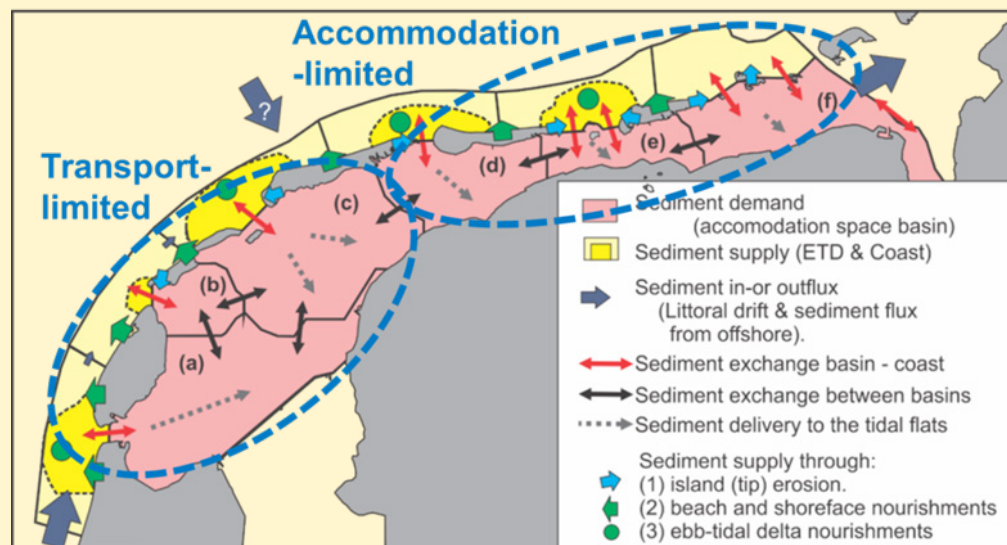 Accommodation
-limited
Transport-
limited
?
(f)
(d)
(e)
(c)
(b)
(a)
Sediment demand
(accomodation space basin)
Sediment supply (ETD & Coast)
Sediment in-or outflux
(Littoral drift & sediment flux
from offshore).
Sediment exchange basin - coast
Sediment exchange between basins
Sediment delivery to the tidal flats
Sediment supply through:
(1) island (tip) erosion.
(2) beach and shoreface nourishments
(3) ebb-tidal delta nourishments